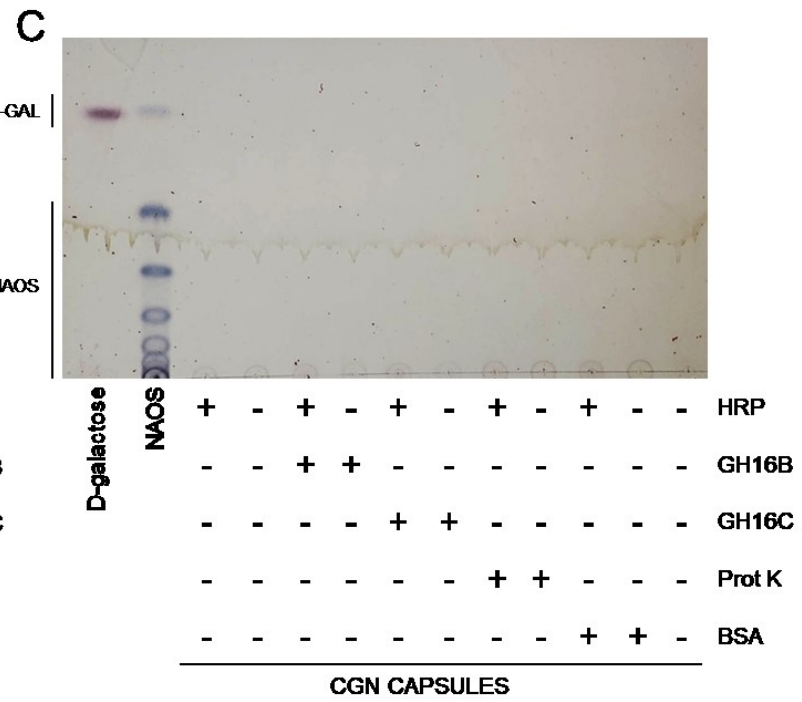 C
-GAL
NAOS
D-galactose
NAOS
+ - + - + - + - + - - HRP
- - + + - - - - - - - GH16B
- - - - + + - - - - - GH16C
- - - - - - + + - - - Prot K
- - - - - - - - + + - BSA
CGN CAPSULES